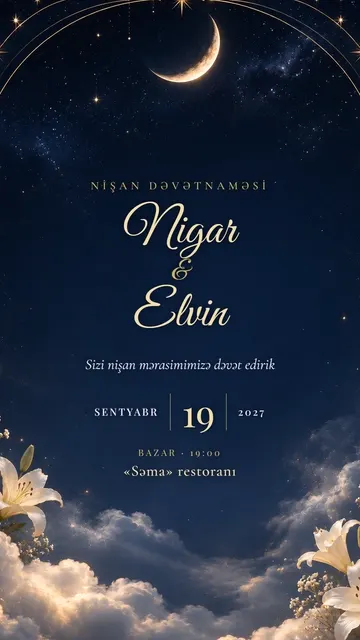 NİŞAN DƏVƏTNAMƏSİ
Nigar
&
Elvin
Sizi nişan mərasimimizə dəvət edirik
SENTYABR 19 2027
BAZAR · 19:00
«Səma» restoranı